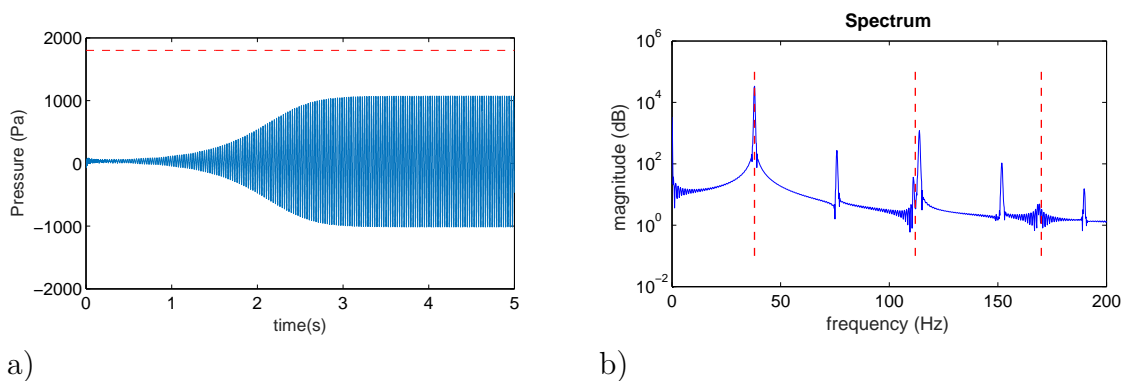 2000
1000
0
−1000
−2000
Pressure (Pa)
0 1 2 3 4 5
time(s)
a)
Spectrum
10^6
10^4
10^2
10^0
10^−2
magnitude (dB)
0 50 100 150 200
frequency (Hz)
b)